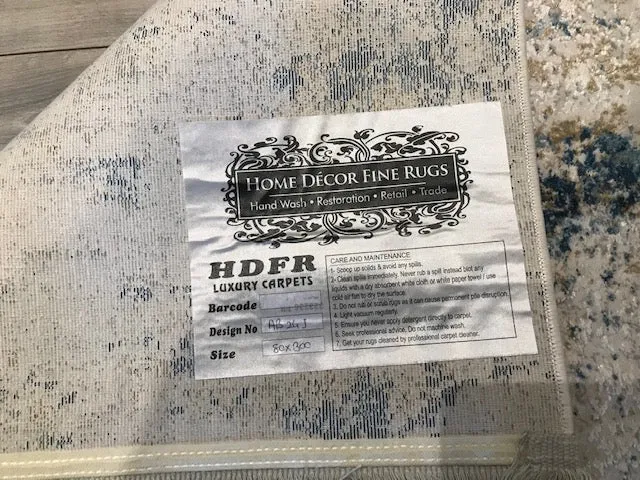 HOME DÉCOR FINE RUGS
Hand Wash • Restoration • Retail • Trade
HDFR
LUXURY CARPETS
Barcode
Design No
Size 80x300
CARE AND MAINTENANCE
1- Scoop up solids & avoid any spills.
2- Clean spills immediately. Never rub a spill instead blot any
liquids with a dry absorbent white cloth or white paper towel / use
cold air fan to dry the surface.
3. Do not rub or scrub rugs as it can cause permanent pile disruption.
4. Light vacuum regularly.
5. Ensure you never apply detergent directly to carpet.
6. Seek professional advice. Do not machine wash.
7. Get your rugs cleaned by professional carpet cleaner.